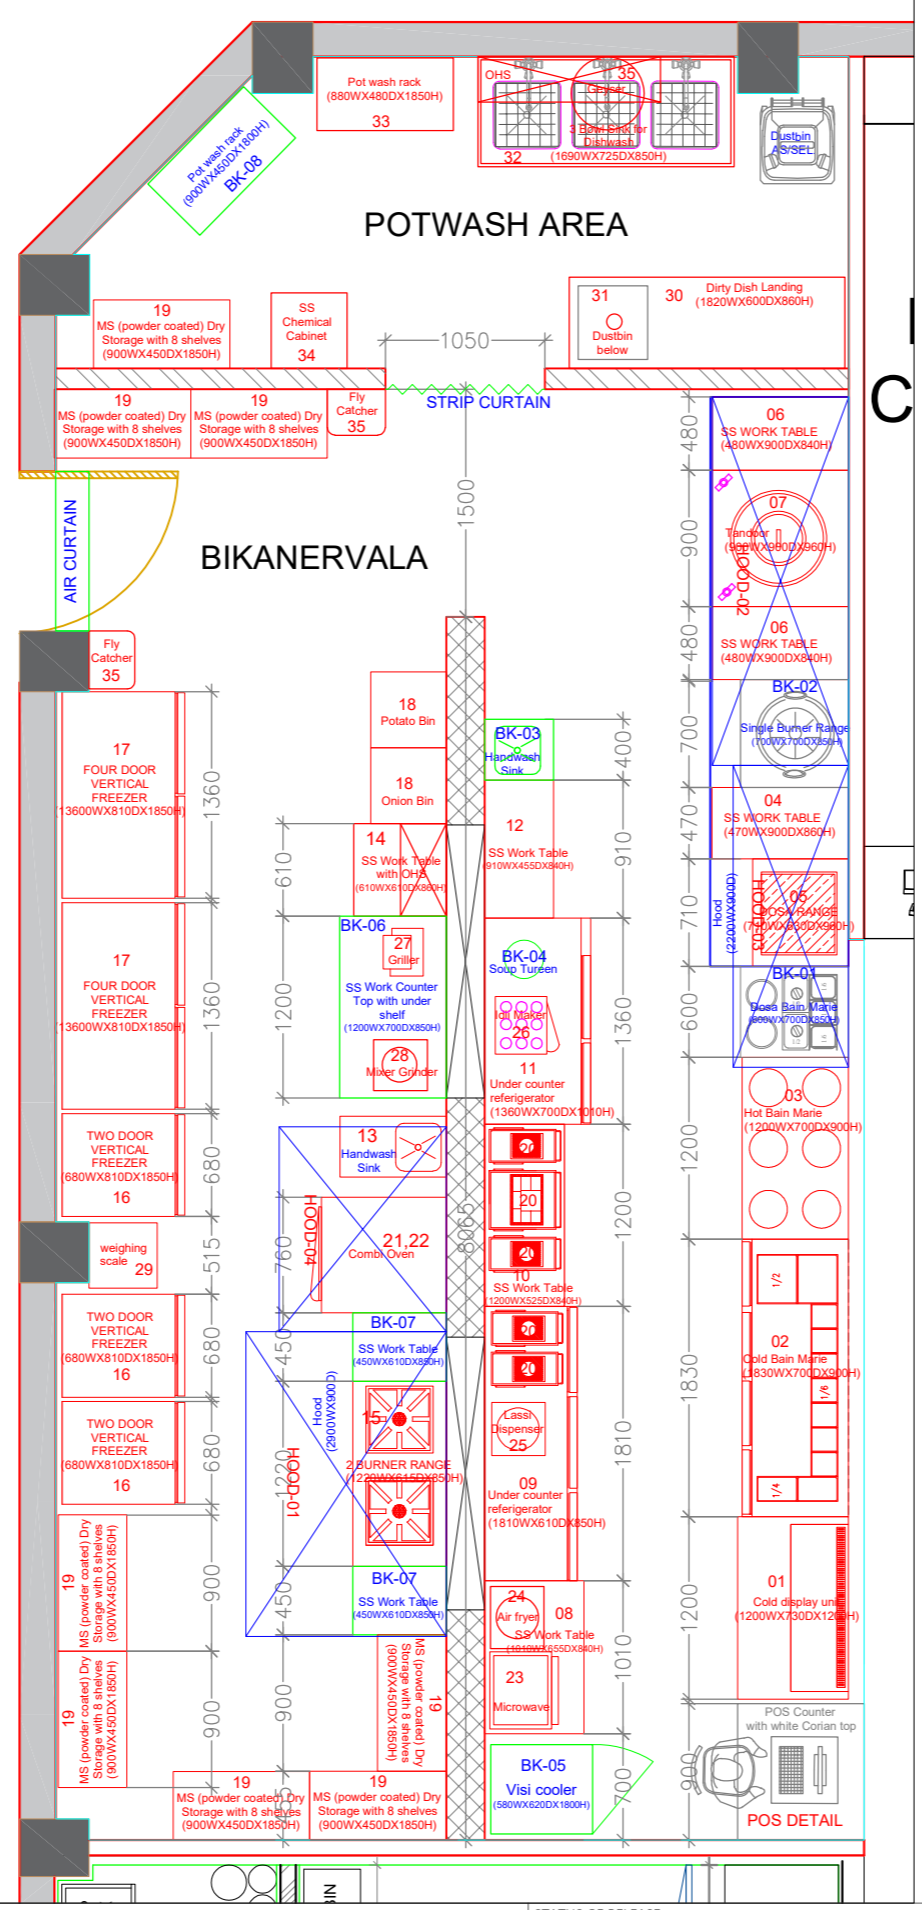 Pot wash rack
(880WX480DX1850H)
33
OHS
35
Geyser
3 Bowl Sink for
Dishwash
(1690WX725DX850H)
32
Dustbin
AS/SEL
Pot wash rack
(900WX450DX1800H)
BK-08
POTWASH AREA
19
MS (powder coated) Dry
Storage with 8 shelves
(900WX450DX1850H)
SS
Chemical
Cabinet
34
1050
31
Dustbin
below
30
Dirty Dish Landing
(1820WX600DX860H)
C
STRIP CURTAIN
19
MS (powder coated) Dry
Storage with 8 shelves
(900WX450DX1850H)
19
MS (powder coated) Dry
Storage with 8 shelves
(900WX450DX1850H)
Fly
Catcher
35
AIR CURTAIN
BIKANERVALA
1500
480
06
SS WORK TABLE
(480WX900DX840H)
900
07
Tandoor
(900WX900DX960H)
HOOD-02
480
06
SS WORK TABLE
(480WX900DX840H)
Fly
Catcher
35
700
BK-02
Single Burner Range
(700WX700DX850H)
17
FOUR DOOR
VERTICAL
FREEZER
(13600WX810DX1850H)
1360
18
Potato Bin
18
Onion Bin
BK-03
Handwash
Sink
400
470
04
SS WORK TABLE
(470WX900DX860H)
610
14
SS Work Table
with OHS
(610WX610DX860H)
12
SS Work Table
(910WX455DX840H)
910
710
Hood
(2200WX900D)
HOOD-03
05
DOSA RANGE
17
FOUR DOOR
VERTICAL
FREEZER
(13600WX810DX1850H)
1360
1200
BK-06
27
Griller
SS Work Counter
Top with under
shelf
(1200WX700DX850H)
28
Mixer Grinder
BK-04
Soup Tureen
Idli Maker
26
11
Under counter
referigerator
(1360WX700DX1010H)
1360
600
BK-01
Dosa Bain Marie
(600WX700DX850H)
TWO DOOR
VERTICAL
FREEZER
(680WX810DX1850H)
16
680
13
Handwash
Sink
20
20
20
10
SS Work Table
(1200WX525DX840H)
1200
1200
03
Hot Bain Marie
(1200WX700DX900H)
weighing
scale
29
515
760
HOOD-04
21,22
Combi Oven
8065
TWO DOOR
VERTICAL
FREEZER
(680WX810DX1850H)
16
680
450
BK-07
SS Work Table
(450WX610DX850H)
20
20
1830
1/2
02
Cold Bain Marie
(1830WX700DX900H)
1/6
1/4
TWO DOOR
VERTICAL
FREEZER
(680WX810DX1850H)
16
680
1220
Hood
(2900WX900D)
HOOD-01
15
2 BURNER RANGE
(1220WX615DX850H)
Lassi
Dispenser
25
09
Under counter
referigerator
(1810WX610DX850H)
1810
19
MS (powder coated) Dry
Storage with 8 shelves
(900WX450DX1850H)
900
450
BK-07
SS Work Table
(450WX610DX850H)
24
Air fryer
08
SS Work Table
(1010WX655DX840H)
1010
1200
01
Cold display unit
(1200WX730DX1200H)
19
MS (powder coated) Dry
Storage with 8 shelves
(900WX450DX1850H)
900
900
19
MS (powder coated) Dry
Storage with 8 shelves
(900WX450DX1850H)
23
Microwave
POS Counter
with white Corian top
900
POS DETAIL
BK-05
Visi cooler
(580WX620DX1800H)
700
19
MS (powder coated) Dry
Storage with 8 shelves
(900WX450DX1850H)
19
MS (powder coated) Dry
Storage with 8 shelves
(900WX450DX1850H)
BIN